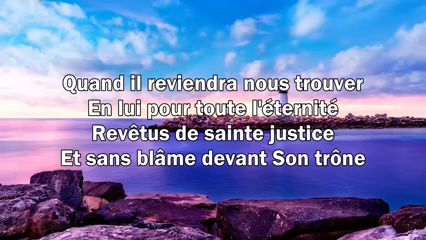 Quand il reviendra nous trouver
En lui pour toute l'éternité
Revêtus de sainte justice
Et sans blâme devant Son trône